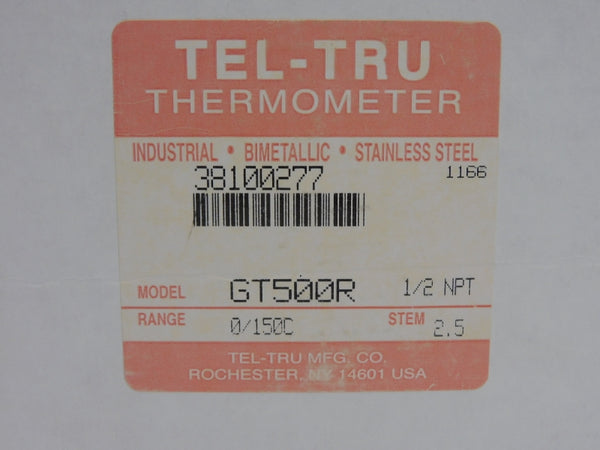 TEL-TRU
THERMOMETER
INDUSTRIAL • BIMETALLIC • STAINLESS STEEL
38100277 1166
MODEL GT500R 1/2 NPT
RANGE 0/150C STEM 2.5
TEL-TRU MFG. CO.
ROCHESTER, NY 14601 USA